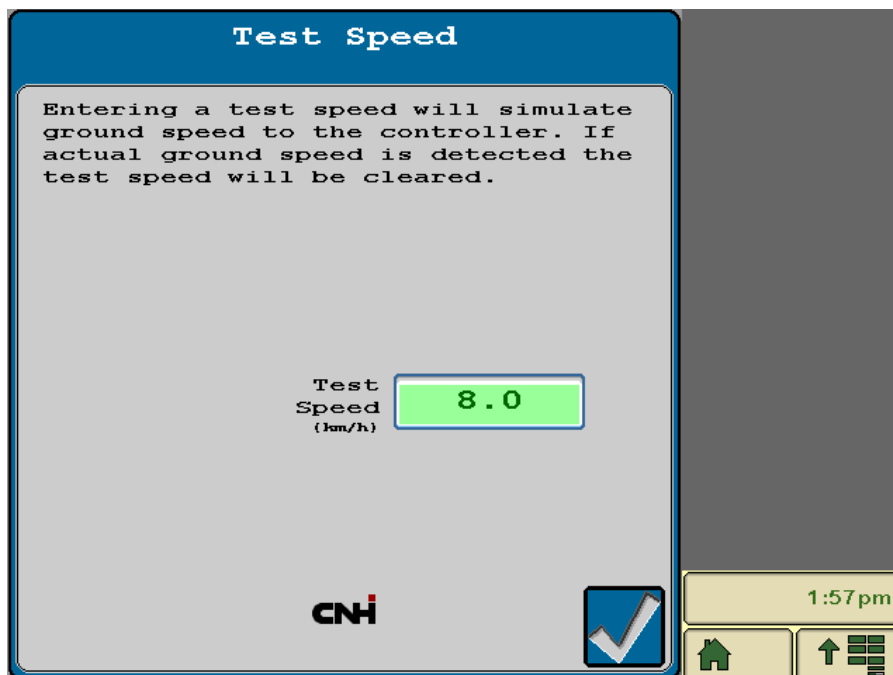 Test Speed
Entering a test speed will simulate
ground speed to the controller. If
actual ground speed is detected the
test speed will be cleared.
Test
Speed
(km/h)
8.0
CNH
1:57pm